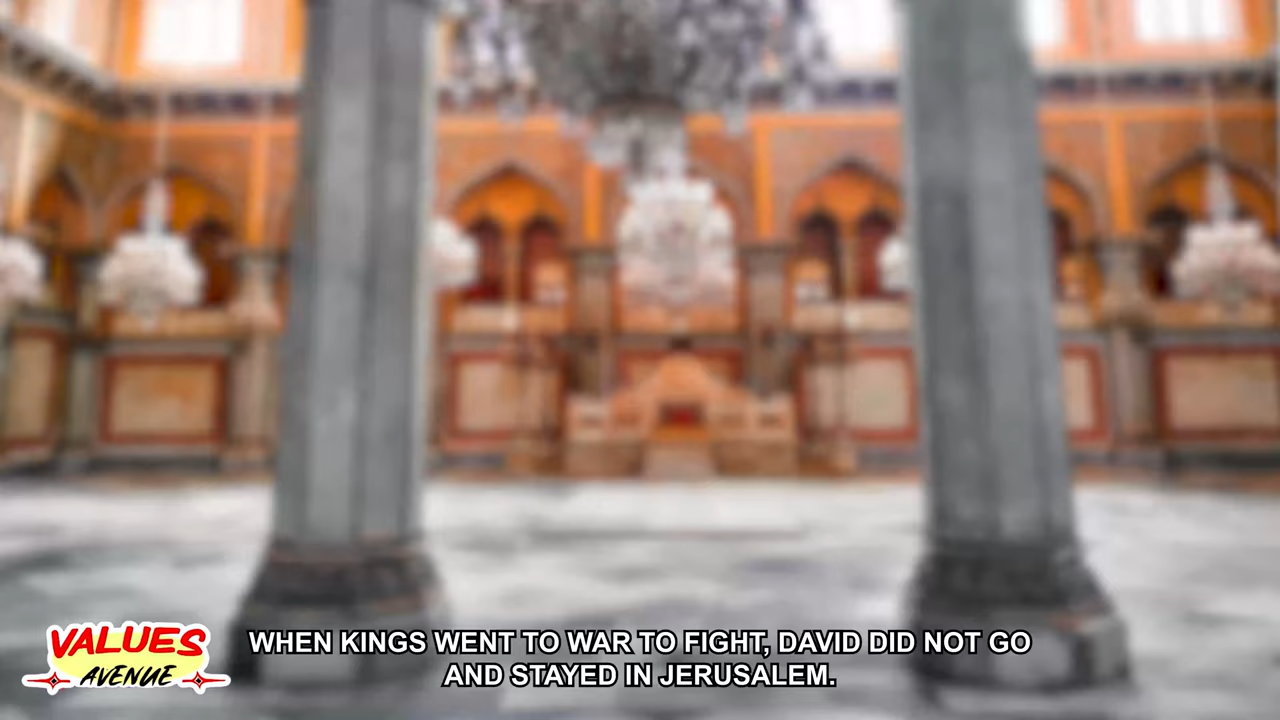 VALUES
AVENUE
WHEN KINGS WENT TO WAR TO FIGHT, DAVID DID NOT GO
AND STAYED IN JERUSALEM.